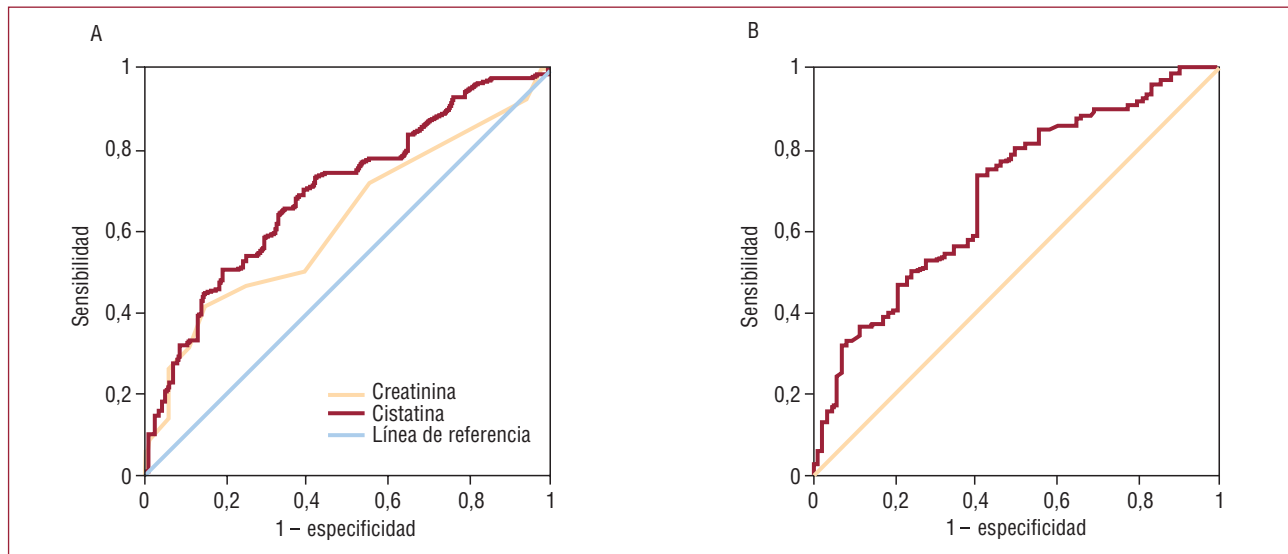 A
1
0,8
0,6
0,4
0,2
0
Sensibilidad
Creatinina
Cistatina
Línea de referencia
0 0,2 0,4 0,6 0,8 1
1 – especificidad
B
1
0,8
0,6
0,4
0,2
0
Sensibilidad
0 0,2 0,4 0,6 0,8 1
1 – especificidad